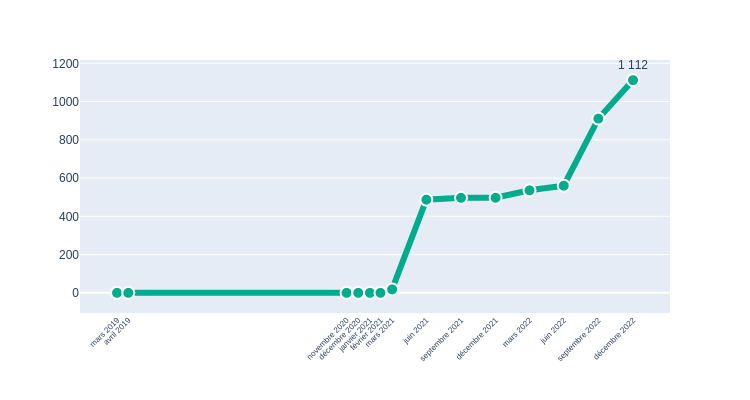 1 112
1200
1000
800
600
400
200
0
mars 2019
avril 2019
novembre 2020
décembre 2020
janvier 2021
février 2021
mars 2021
juin 2021
septembre 2021
décembre 2021
mars 2022
juin 2022
septembre 2022
décembre 2022